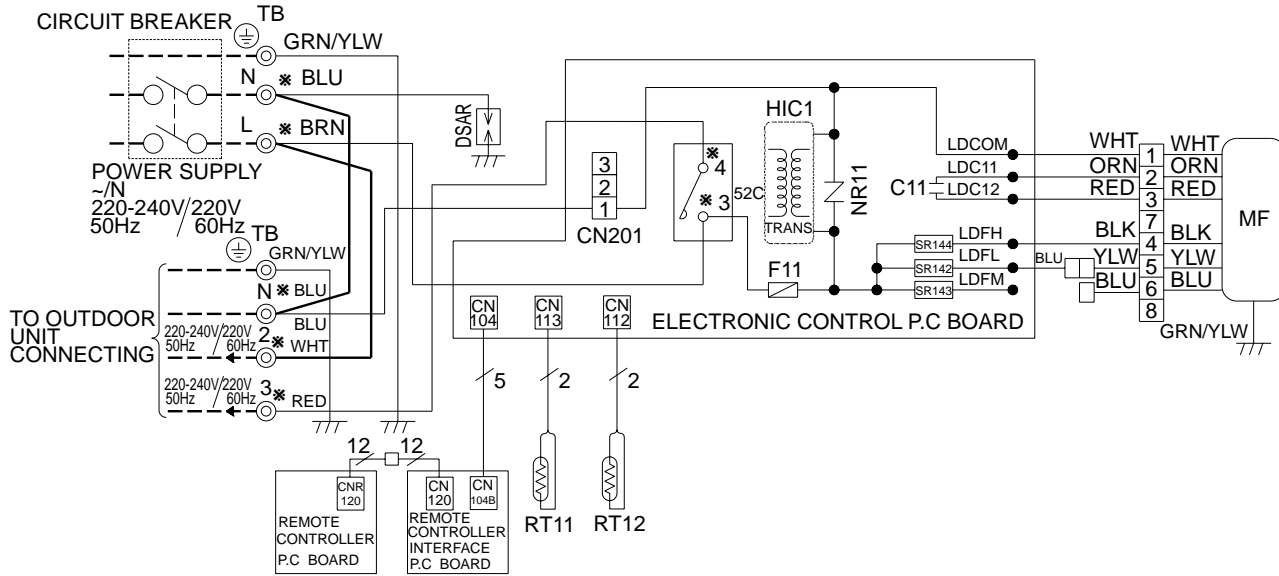 CIRCUIT BREAKER
TB
GRN/YLW
N ※ BLU
L ※ BRN
POWER SUPPLY
~/N
220-240V/220V
50Hz 60Hz
TB
GRN/YLW
N ※ BLU
BLU
TO OUTDOOR
UNIT
CONNECTING
220-240V/220V
50Hz 60Hz
2※
WHT
220-240V/220V
50Hz 60Hz
3※
RED
DSAR
3
2
1
CN201
※
4
※ 3
52C
HIC1
TRANS
NR11
F11
LDCOM
LDC11
C11
LDC12
SR144
LDFH
SR142
LDFL
SR143
LDFM
ELECTRONIC CONTROL P.C BOARD
WHT 1 WHT
ORN 2 ORN
RED 3 RED
7
BLK 4 BLK
BLU
YLW 5 YLW
BLU 6 BLU
8
MF
GRN/YLW
CN
104
CN
113
CN
112
5
2
2
12
12
CNR
120
REMOTE
CONTROLLER
P.C BOARD
CN
120
CN
104B
REMOTE
CONTROLLER
INTERFACE
P.C BOARD
RT11
RT12